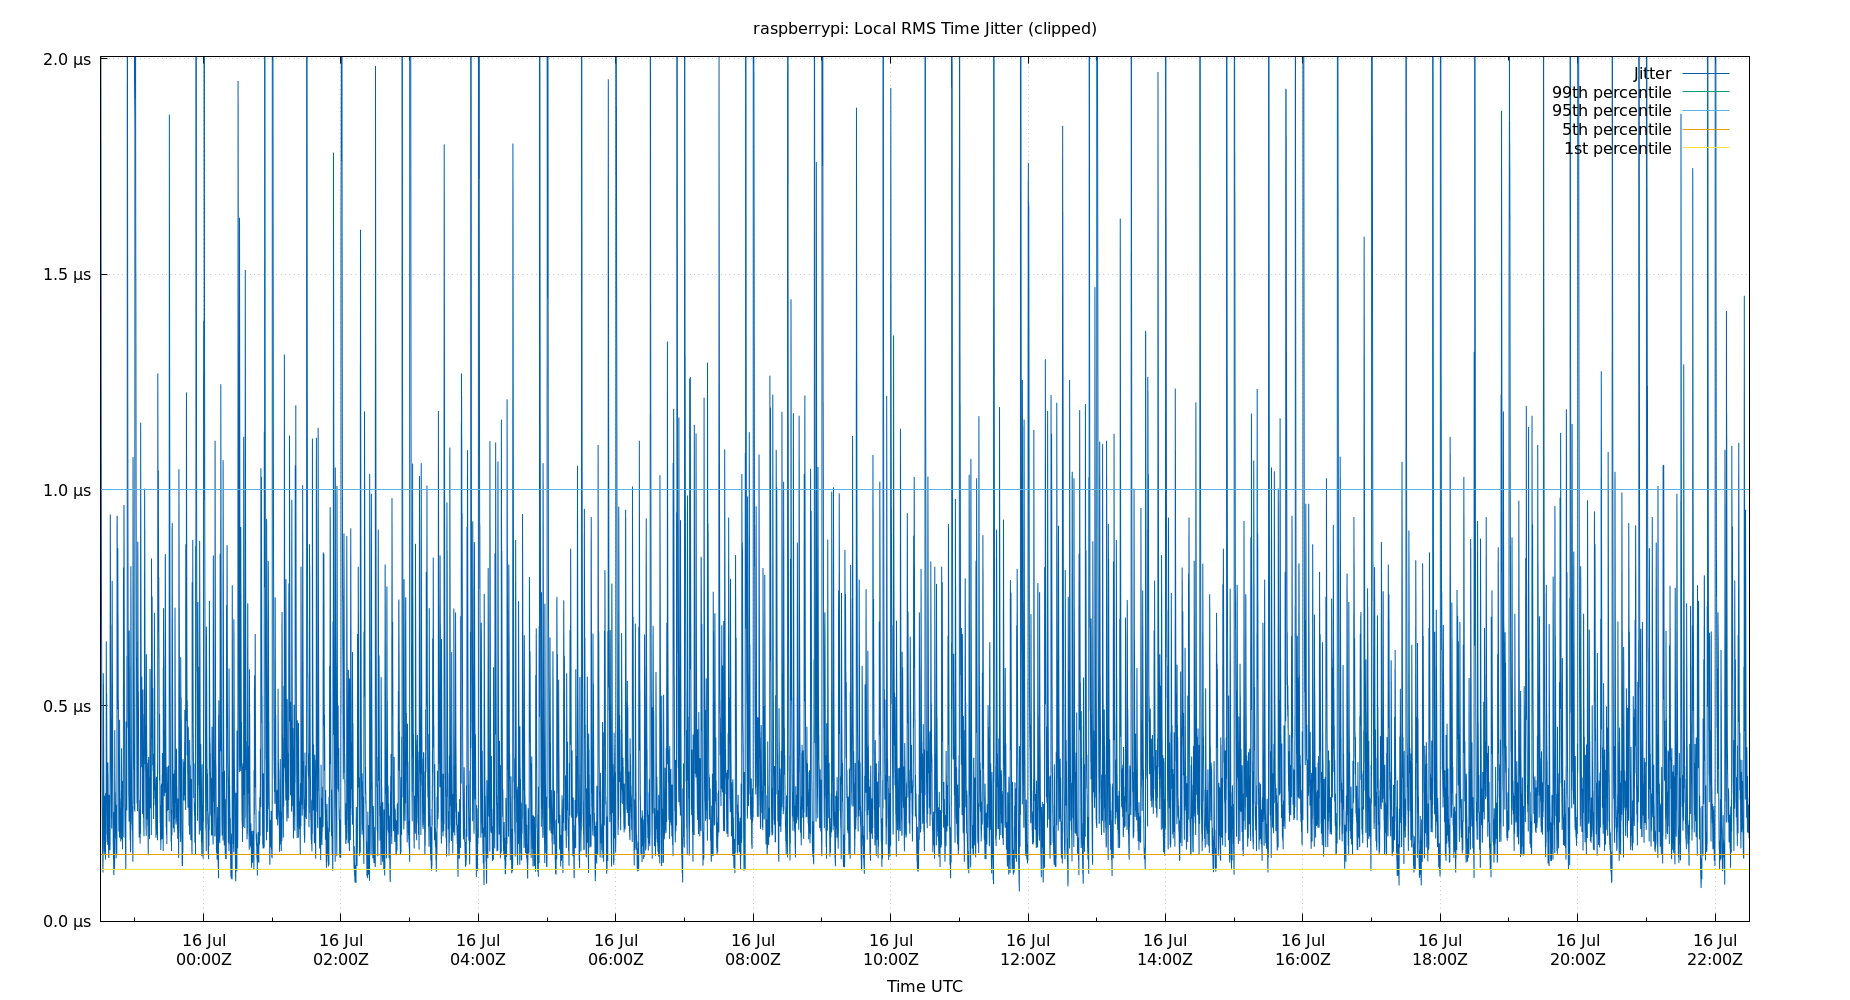 raspberrypi: Local RMS Time Jitter (clipped)
2.0 µs
1.5 µs
1.0 µs
0.5 µs
0.0 µs
Jitter
99th percentile
95th percentile
5th percentile
1st percentile
16 Jul 16 Jul 16 Jul 16 Jul 16 Jul 16 Jul 16 Jul 16 Jul 16 Jul 16 Jul 16 Jul 16 Jul
00:00Z 02:00Z 04:00Z 06:00Z 08:00Z 10:00Z 12:00Z 14:00Z 16:00Z 18:00Z 20:00Z 22:00Z
Time UTC